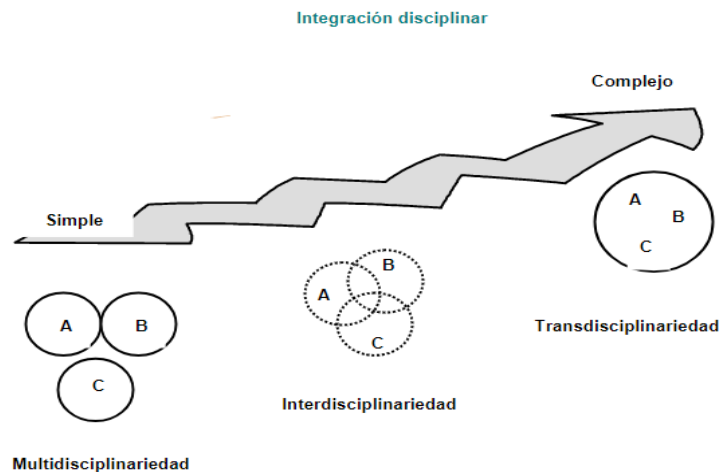 Integración disciplinar
Complejo
Simple
A
B
C
A
B
C
A
B
C
Transdisciplinariedad
Interdisciplinariedad
Multidisciplinariedad